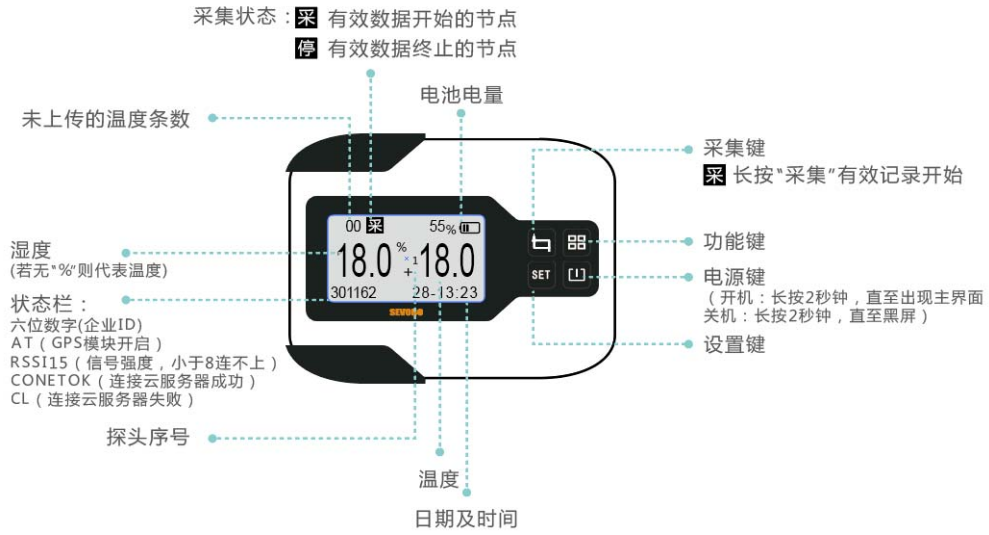 采集状态：采 有效数据开始的节点
停 有效数据终止的节点
电池电量
未上传的温度条数
采集键
采 长按“采集”有效记录开始
00 采 55%
湿度
(若无“%”则代表温度)
18.0 % × 1 + 18.0
SET
功能键
电源键
（开机：长按2秒钟，直至出现主界面
关机：长按2秒钟，直至黑屏）
301162 28-13:23
状态栏：
六位数字(企业ID)
AT（GPS模块开启）
RSSI15（信号强度，小于8连不上）
CONETOK（连接云服务器成功）
CL（连接云服务器失败）
设置键
探头序号
温度
日期及时间